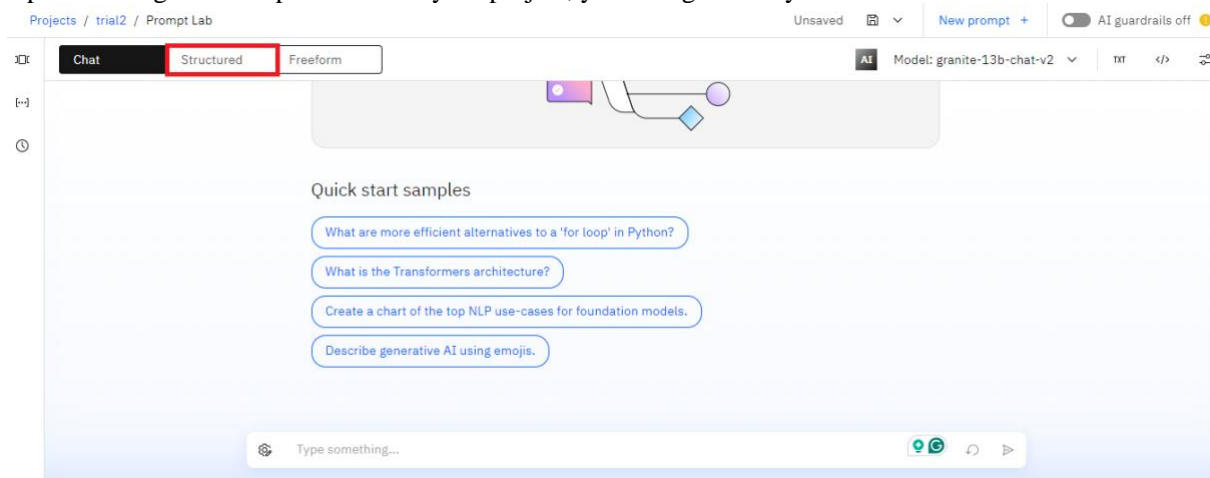 Projects / trial2 / Prompt Lab Unsaved New prompt + AI guardrails off
Chat Structured Freeform AI Model: granite-13b-chat-v2 TXT </>
Quick start samples
What are more efficient alternatives to a 'for loop' in Python?
What is the Transformers architecture?
Create a chart of the top NLP use-cases for foundation models.
Describe generative AI using emojis.
Type something...